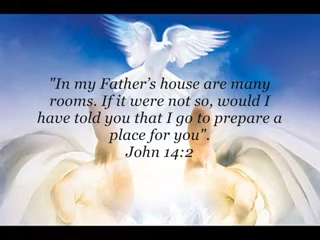 "In my Father’s house are many
rooms. If it were not so, would I
have told you that I go to prepare a
place for you".
John 14:2